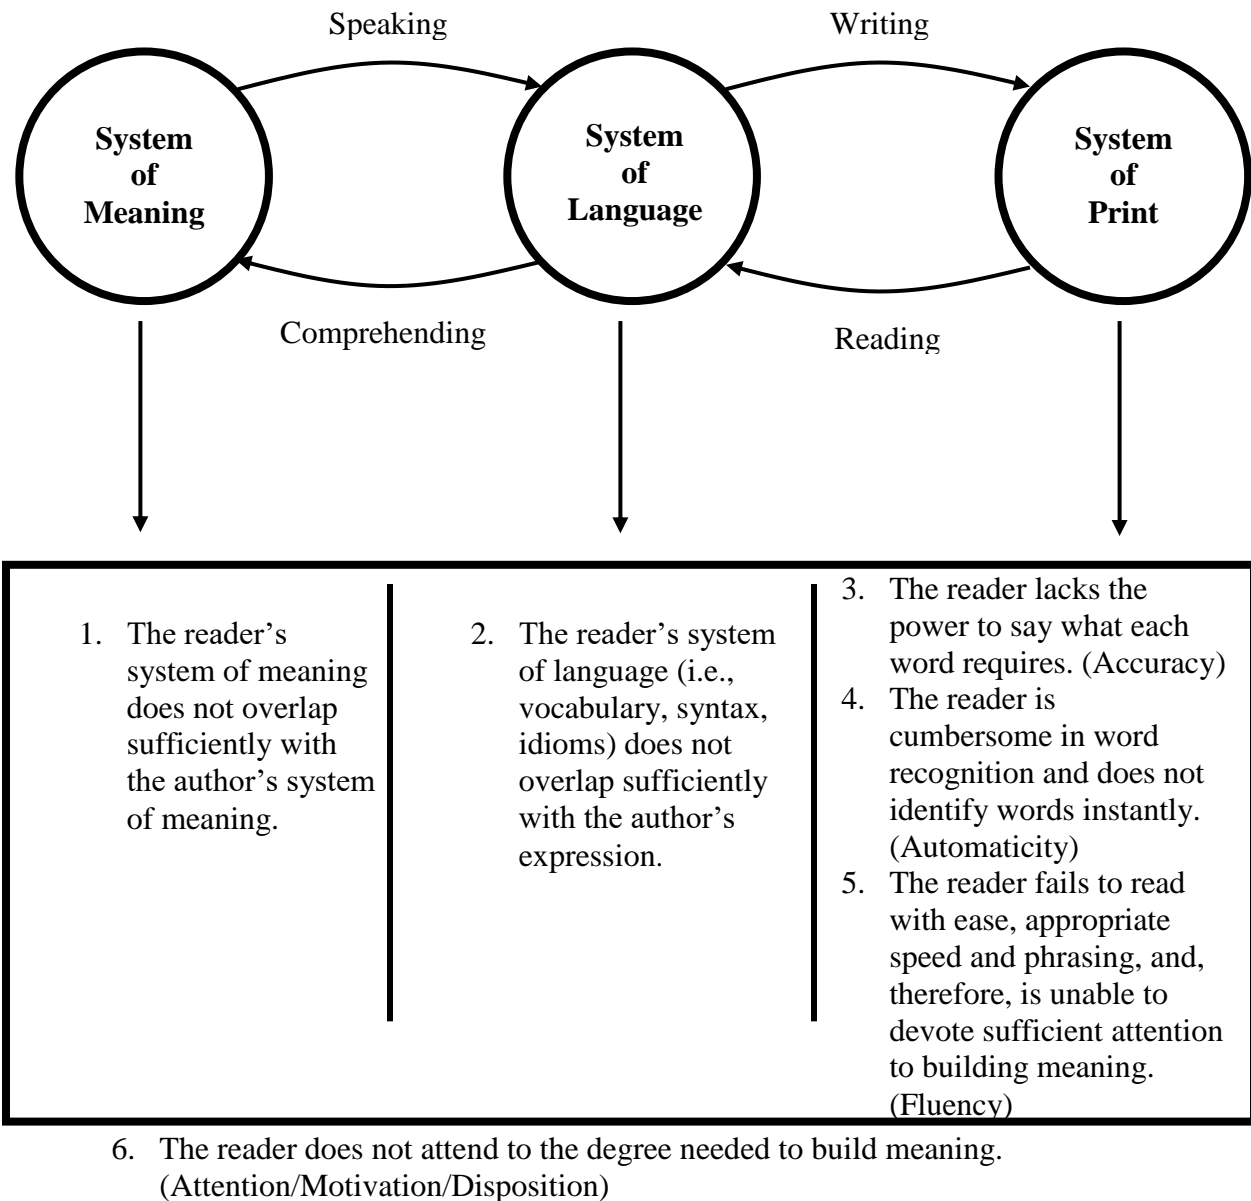 Speaking
Writing
System
of
Meaning
System
of
Language
System
of
Print
Comprehending
Reading
1. The reader’s
system of meaning
does not overlap
sufficiently with
the author’s system
of meaning.
2. The reader’s system
of language (i.e.,
vocabulary, syntax,
idioms) does not
overlap sufficiently
with the author’s
expression.
3. The reader lacks the
power to say what each
word requires. (Accuracy)
4. The reader is
cumbersome in word
recognition and does not
identify words instantly.
(Automaticity)
5. The reader fails to read
with ease, appropriate
speed and phrasing, and,
therefore, is unable to
devote sufficient attention
to building meaning.
(Fluency)
6. The reader does not attend to the degree needed to build meaning.
(Attention/Motivation/Disposition)